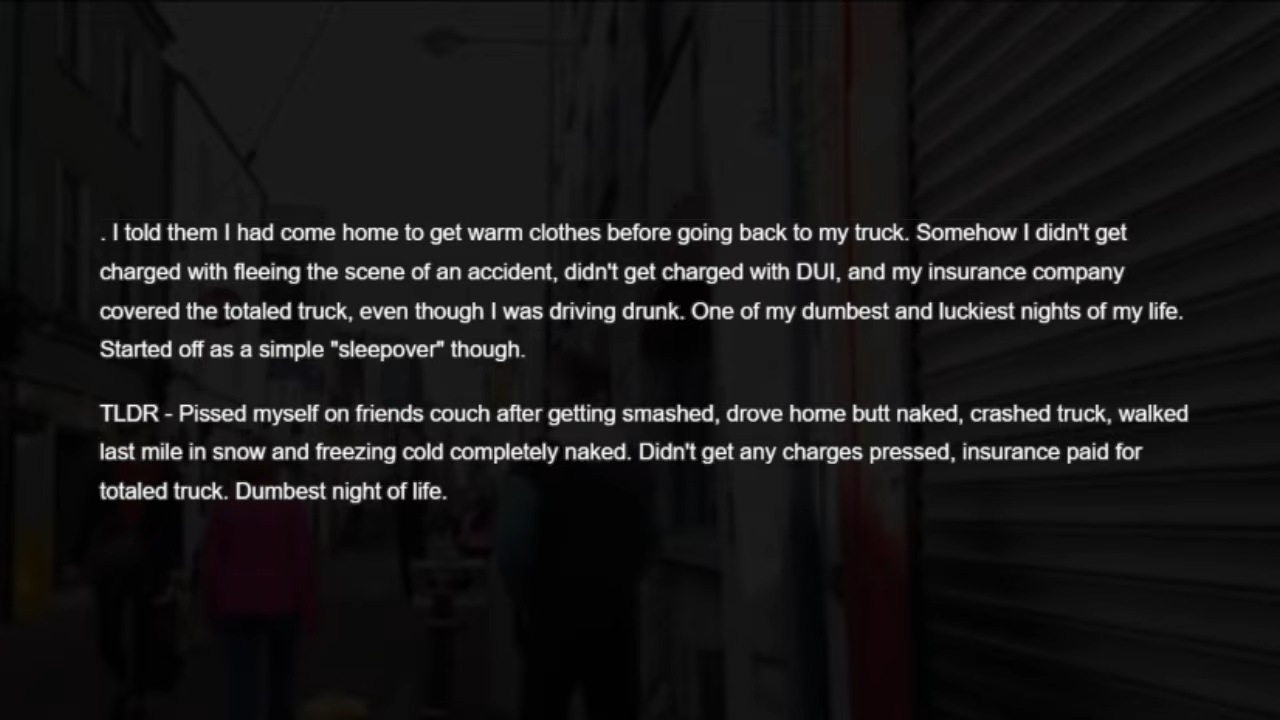 . I told them I had come home to get warm clothes before going back to my truck. Somehow I didn't get
charged with fleeing the scene of an accident, didn't get charged with DUI, and my insurance company
covered the totaled truck, even though I was driving drunk. One of my dumbest and luckiest nights of my life.
Started off as a simple "sleepover" though.
TLDR - Pissed myself on friends couch after getting smashed, drove home butt naked, crashed truck, walked
last mile in snow and freezing cold completely naked. Didn't get any charges pressed, insurance paid for
totaled truck. Dumbest night of life.